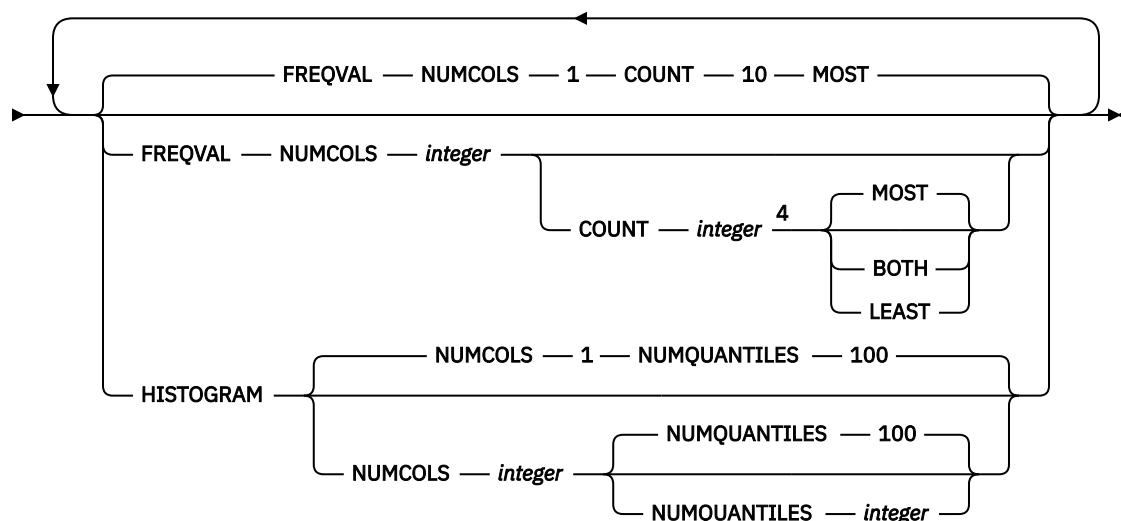 FREQVAL NUMCOLS 1 COUNT 10 MOST
FREQVAL NUMCOLS integer
MOST
COUNT integer 4
BOTH
LEAST
NUMCOLS 1 NUMQUANTILES 100
HISTOGRAM
NUMQUANTILES 100
NUMCOLS integer
NUMQUANTILES integer